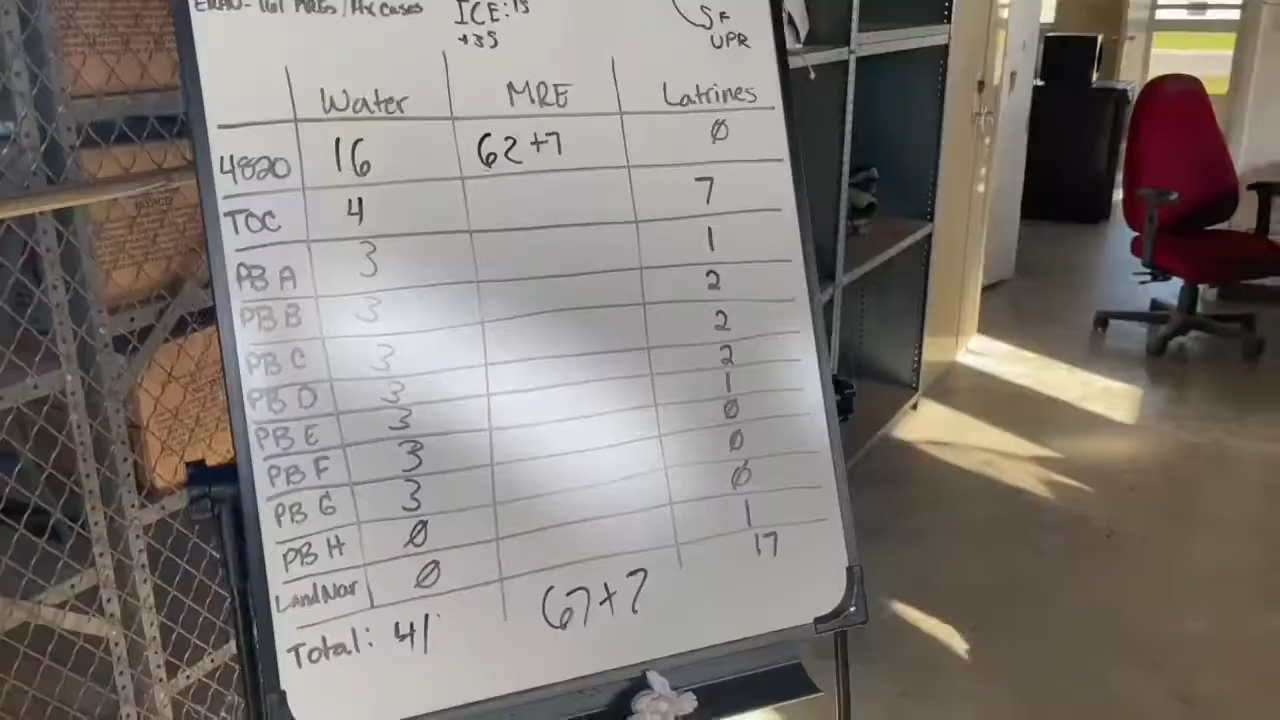 ICE: 15
+35
SF
UPR
Water MRE Latrines
4820 16 62+7 Ø
TOC 4 7
PB A 3 1
PB B 3 2
PB C 3 2
PB D 3 2
PB E 3 1
PB F 3 Ø
PB G 3 Ø
PB H Ø Ø
LandNav Ø 1
Total: 41 67+7 17